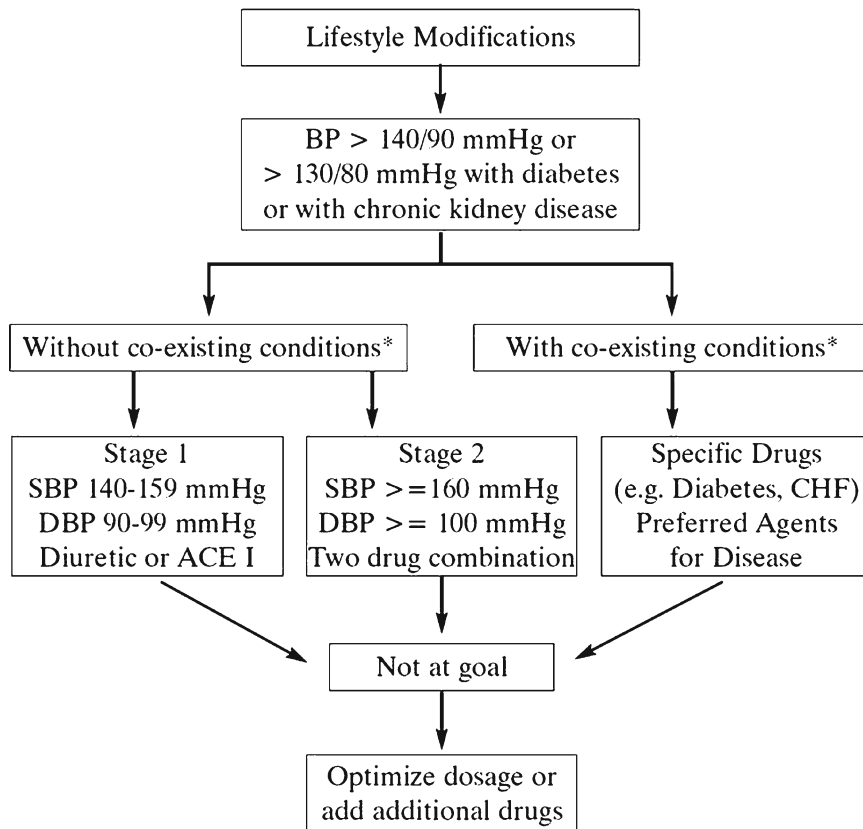 Lifestyle Modifications
BP > 140/90 mmHg or
> 130/80 mmHg with diabetes
or with chronic kidney disease
Without co-existing conditions*
With co-existing conditions*
Stage 1
SBP 140-159 mmHg
DBP 90-99 mmHg
Diuretic or ACE I
Stage 2
SBP >=160 mmHg
DBP >= 100 mmHg
Two drug combination
Specific Drugs
(e.g. Diabetes, CHF)
Preferred Agents
for Disease
Not at goal
Optimize dosage or
add additional drugs